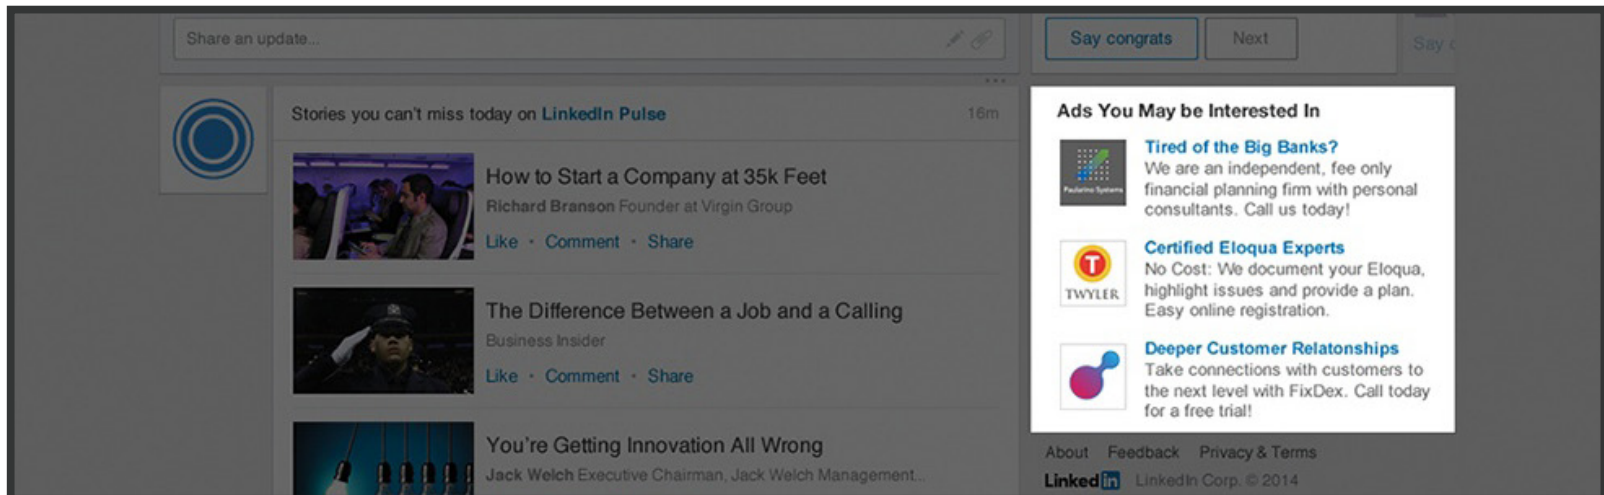 Share an update...
Say congrats
Next
Say c
Stories you can't miss today on LinkedIn Pulse
16m
How to Start a Company at 35k Feet
Richard Branson Founder at Virgin Group
Like • Comment • Share
The Difference Between a Job and a Calling
Business Insider
Like • Comment • Share
You're Getting Innovation All Wrong
Jack Welch Executive Chairman, Jack Welch Management...
Ads You May be Interested In
Paularino Systems
Tired of the Big Banks?
We are an independent, fee only
financial planning firm with personal
consultants. Call us today!
T
TWYLER
Certified Eloqua Experts
No Cost: We document your Eloqua,
highlight issues and provide a plan.
Easy online registration.
Deeper Customer Relatonships
Take connections with customers to
the next level with FixDex. Call today
for a free trial!
About Feedback Privacy & Terms
LinkedIn LinkedIn Corp. © 2014